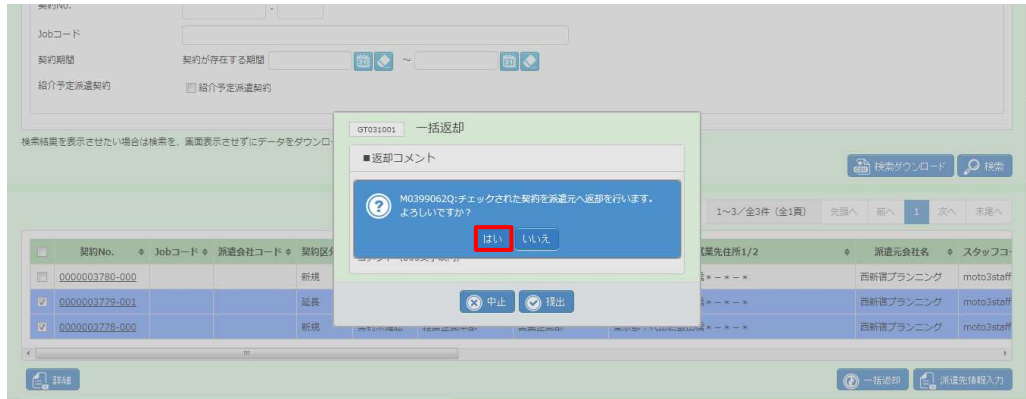 契約No. -
Jobコード
契約期間 契約が存在する期間 ~
紹介予定派遣契約 紹介予定派遣契約
検索結果を表示させたい場合は検索を、画面表示させずにデータをダウンロー
検索ダウンロード 検索
GT031001 一括返却
■返却コメント
M0399062Q:チェックされた契約を派遣元へ返却を行います。
よろしいですか?
はい いいえ
中止 提出
1~3/全3件 (全1頁) 先頭へ 前へ 1 次へ 末尾へ
契約No. Jobコード 派遣会社コード 契約区分 業先住所1/2 派遣元会社名 スタッフコー
0000003780-000 新規 *-*-* 西新宿プランニング moto3staff
0000003779-001 延長 *-*-* 西新宿プランニング moto3staff
0000003778-000 新規 *-*-* 西新宿プランニング moto3staff
詳細 一括返却 派遣先情報入力